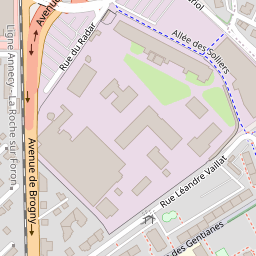 Avenue
Allée des Spiliers
Rue du Radar
Ligne Annecy - La Roche sur Foron
Avenue de Brogny
Rue Léandre Vaillat
des Gentianes